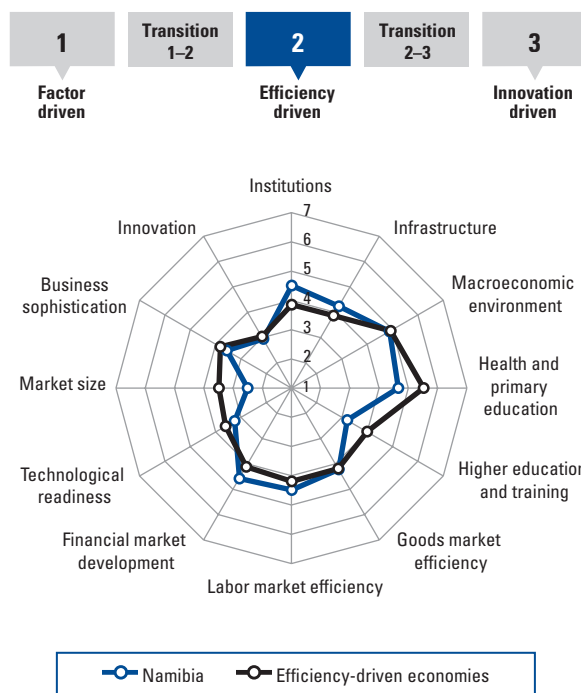 1
Transition
1–2
2
Transition
2–3
3
Factor
driven
Efficiency
driven
Innovation
driven
Institutions
7
6
5
4
3
2
1
Innovation
Infrastructure
Business
sophistication
Macroeconomic
environment
Market size
Health and
primary
education
Technological
readiness
Higher education
and training
Financial market
development
Goods market
efficiency
Labor market efficiency
Namibia
Efficiency-driven economies